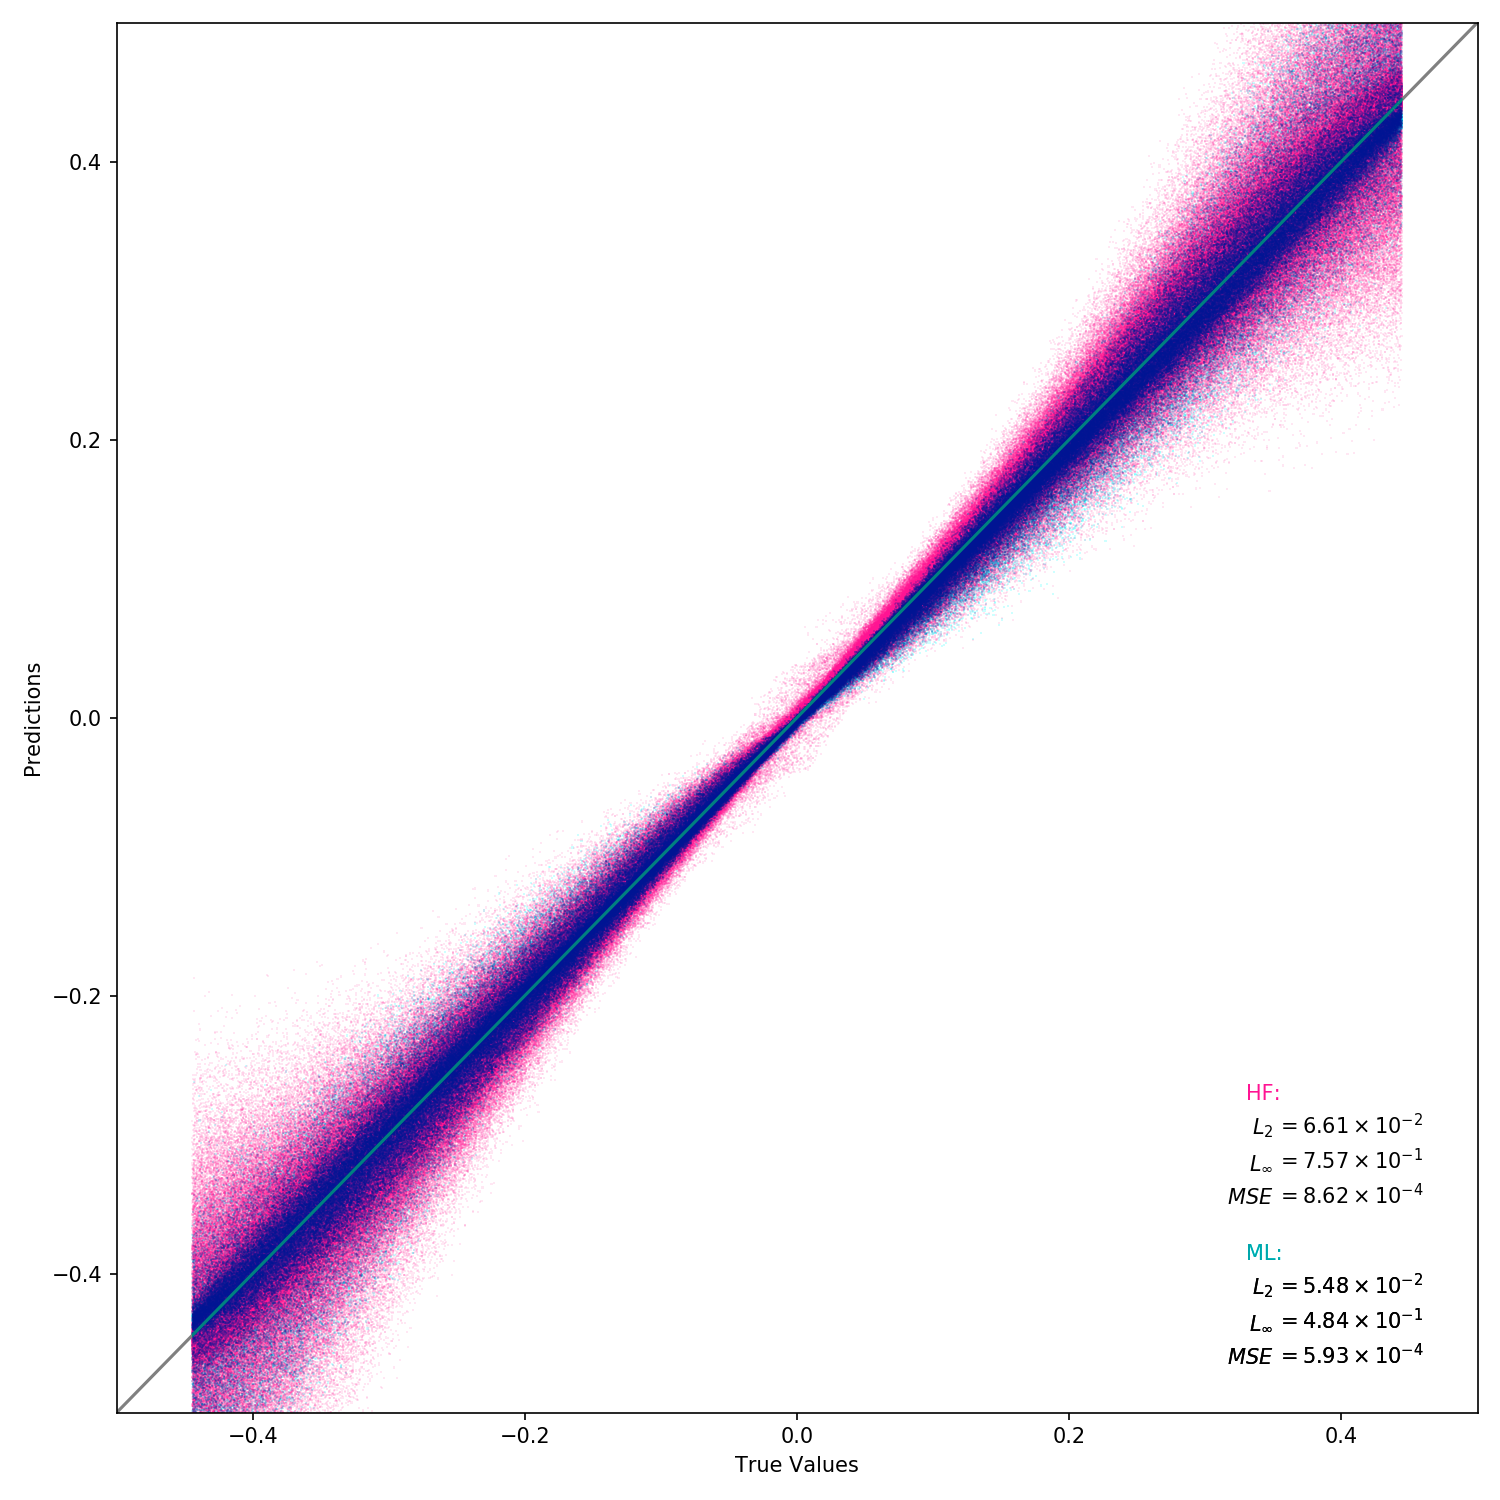 0.4
0.2
0.0
−0.2
−0.4
Predictions
HF:
L₂ = 6.61 × 10⁻²
L∞ = 7.57 × 10⁻¹
MSE = 8.62 × 10⁻⁴
ML:
L₂ = 5.48 × 10⁻²
L∞ = 4.84 × 10⁻¹
MSE = 5.93 × 10⁻⁴
−0.4 −0.2 0.0 0.2 0.4
True Values